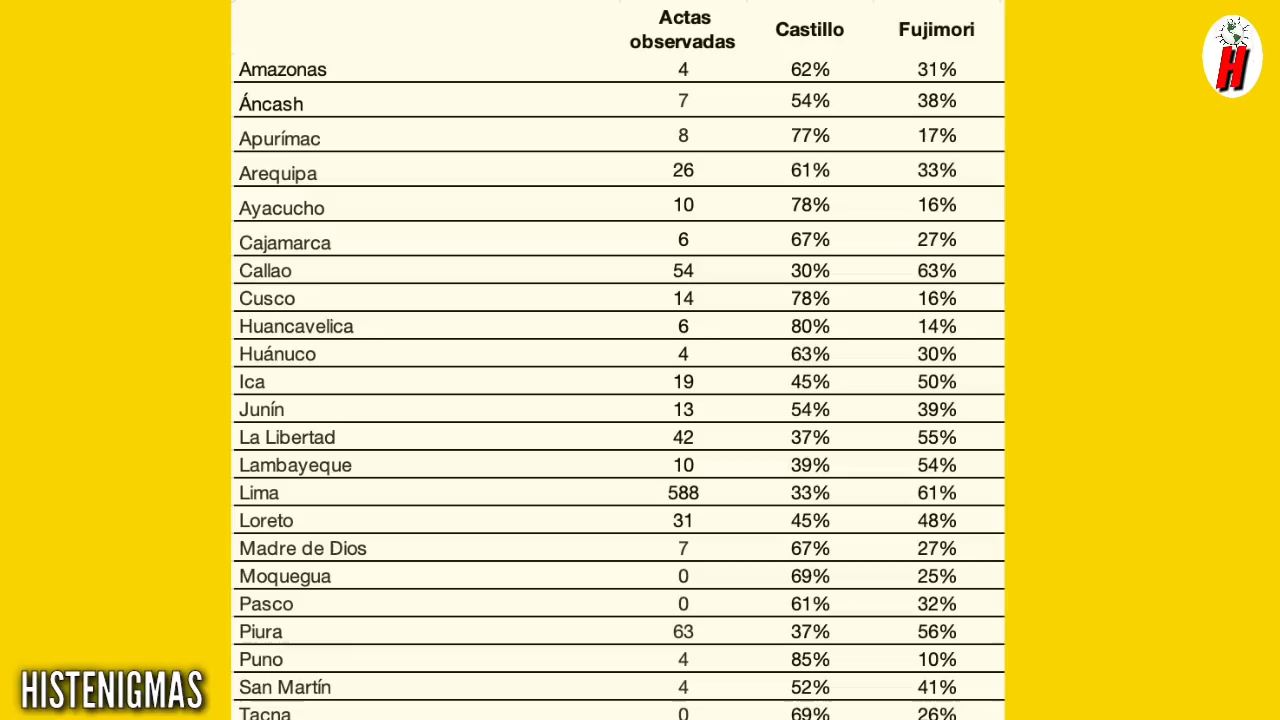 Actas observadas Castillo Fujimori
Amazonas 4 62% 31%
Áncash 7 54% 38%
Apurímac 8 77% 17%
Arequipa 26 61% 33%
Ayacucho 10 78% 16%
Cajamarca 6 67% 27%
Callao 54 30% 63%
Cusco 14 78% 16%
Huancavelica 6 80% 14%
Huánuco 4 63% 30%
Ica 19 45% 50%
Junín 13 54% 39%
La Libertad 42 37% 55%
Lambayeque 10 39% 54%
Lima 588 33% 61%
Loreto 31 45% 48%
Madre de Dios 7 67% 27%
Moquegua 0 69% 25%
Pasco 0 61% 32%
Piura 63 37% 56%
Puno 4 85% 10%
San Martín 4 52% 41%
Tacna 0 69% 26%
H
HISTENIGMAS